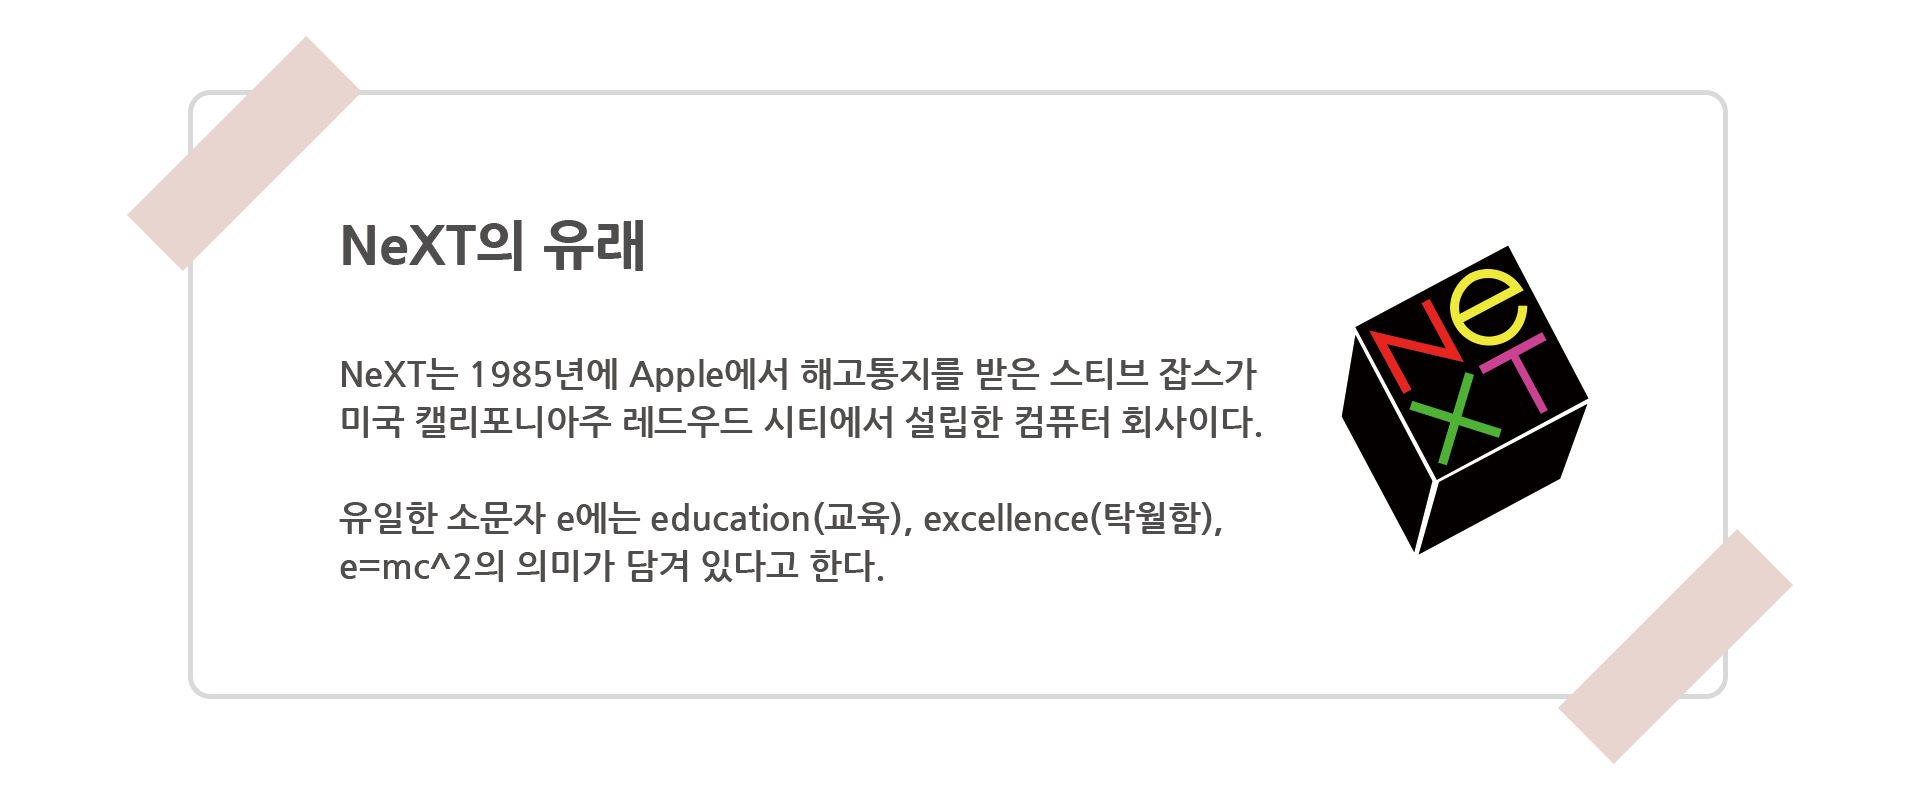 NeXT의 유래
NeXT는 1985년에 Apple에서 해고통지를 받은 스티브 잡스가
미국 캘리포니아주 레드우드 시티에서 설립한 컴퓨터 회사이다.
유일한 소문자 e에는 education(교육), excellence(탁월함),
e=mc^2의 의미가 담겨 있다고 한다.
Ne
XT